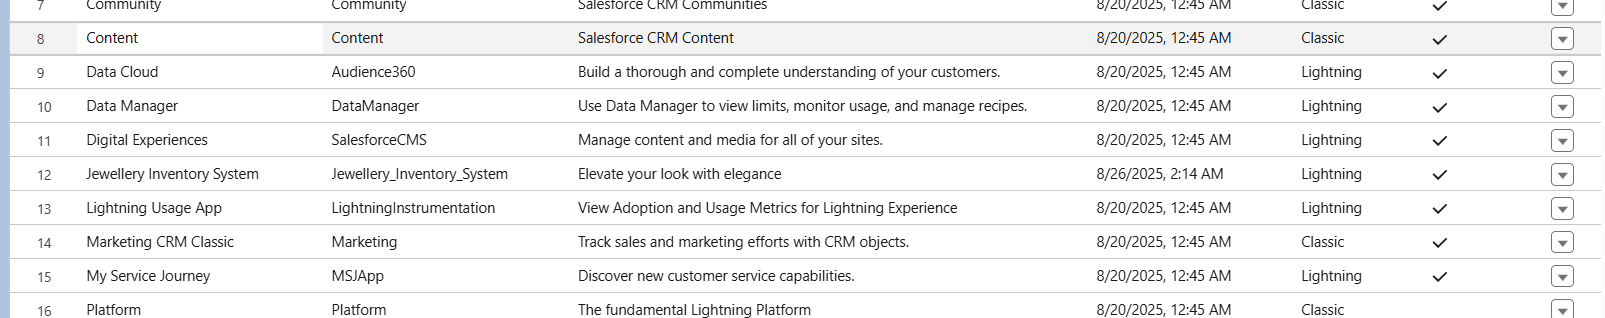 7 Community Community Salesforce CRM Communities 8/20/2025, 12:45 AM Classic
8 Content Content Salesforce CRM Content 8/20/2025, 12:45 AM Classic
9 Data Cloud Audience360 Build a thorough and complete understanding of your customers. 8/20/2025, 12:45 AM Lightning
10 Data Manager DataManager Use Data Manager to view limits, monitor usage, and manage recipes. 8/20/2025, 12:45 AM Lightning
11 Digital Experiences SalesforceCMS Manage content and media for all of your sites. 8/20/2025, 12:45 AM Lightning
12 Jewellery Inventory System Jewellery_Inventory_System Elevate your look with elegance 8/26/2025, 2:14 AM Lightning
13 Lightning Usage App LightningInstrumentation View Adoption and Usage Metrics for Lightning Experience 8/20/2025, 12:45 AM Lightning
14 Marketing CRM Classic Marketing Track sales and marketing efforts with CRM objects. 8/20/2025, 12:45 AM Classic
15 My Service Journey MSJApp Discover new customer service capabilities. 8/20/2025, 12:45 AM Lightning
16 Platform Platform The fundamental Lightning Platform 8/20/2025, 12:45 AM Classic